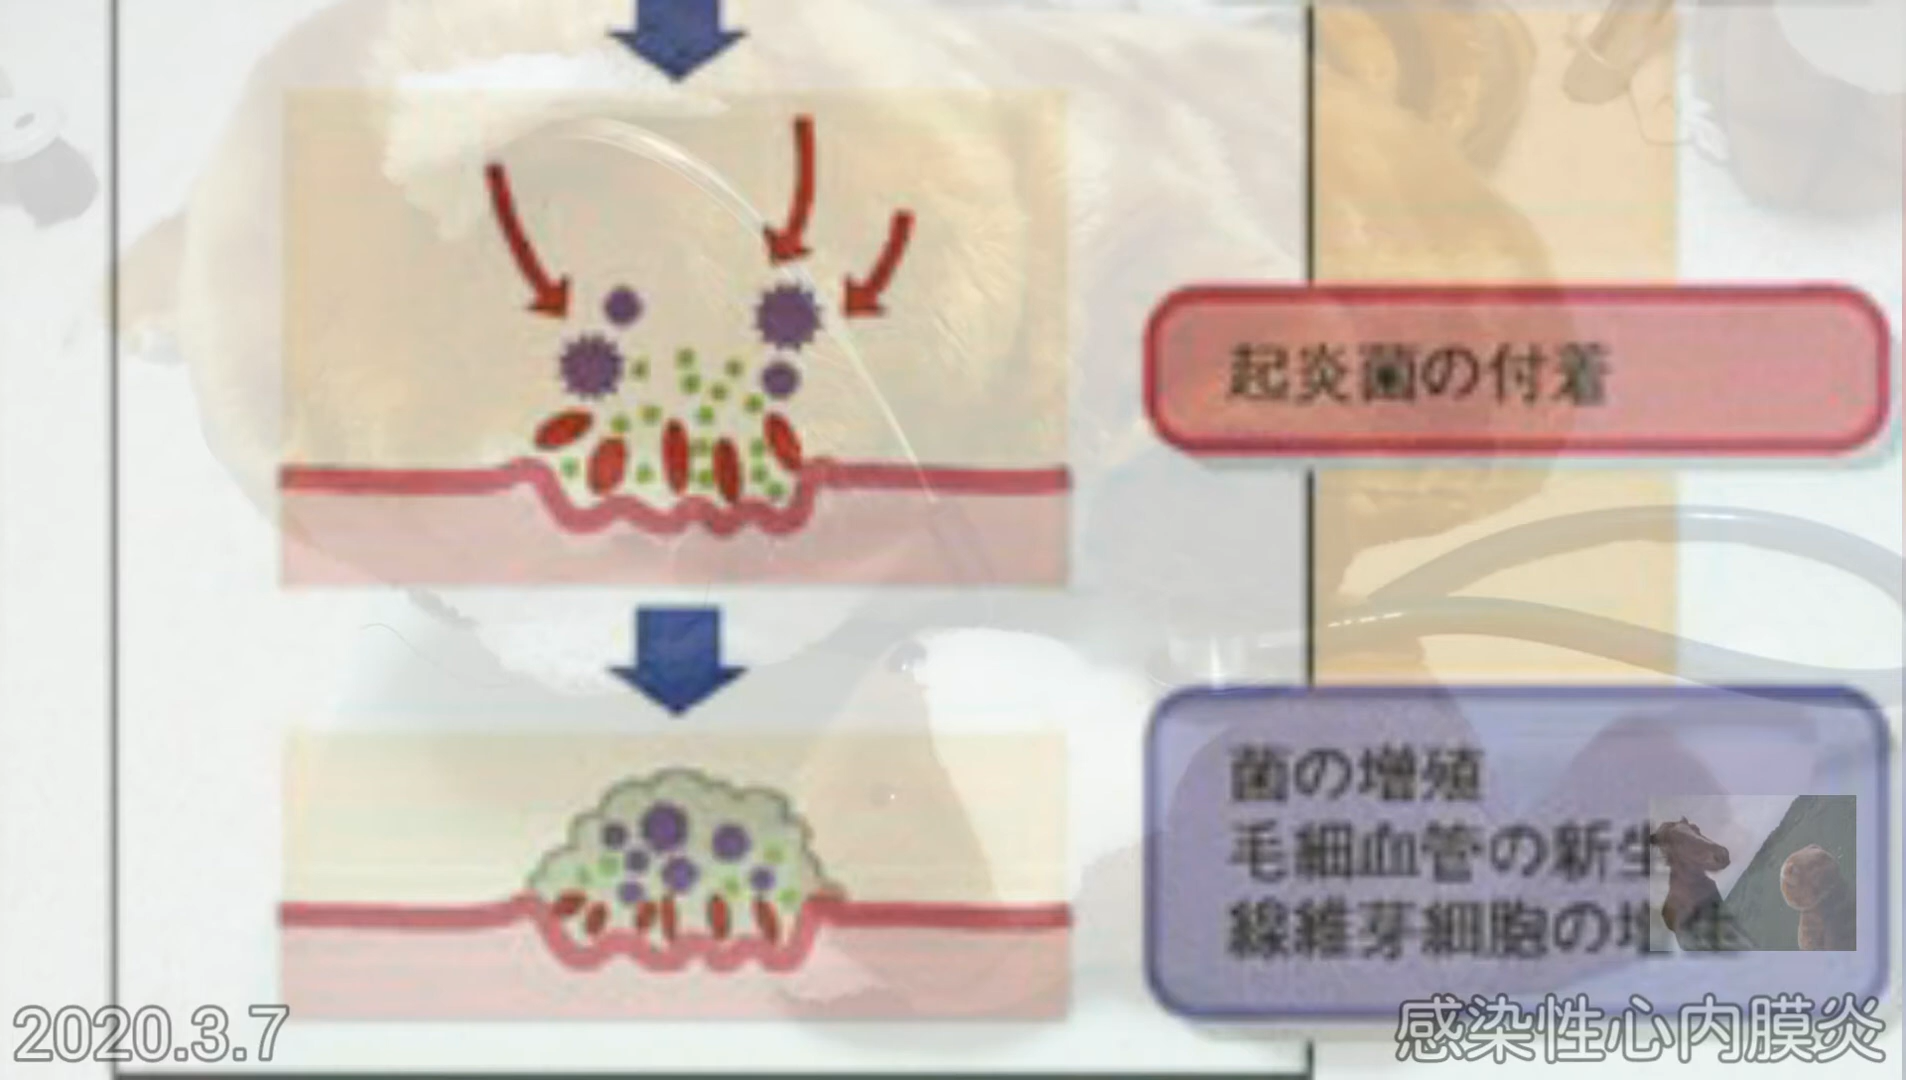 起炎菌の付着
菌の増殖
毛細血管の新生
線維芽細胞の増生
2020.3.7
感染性心内膜炎